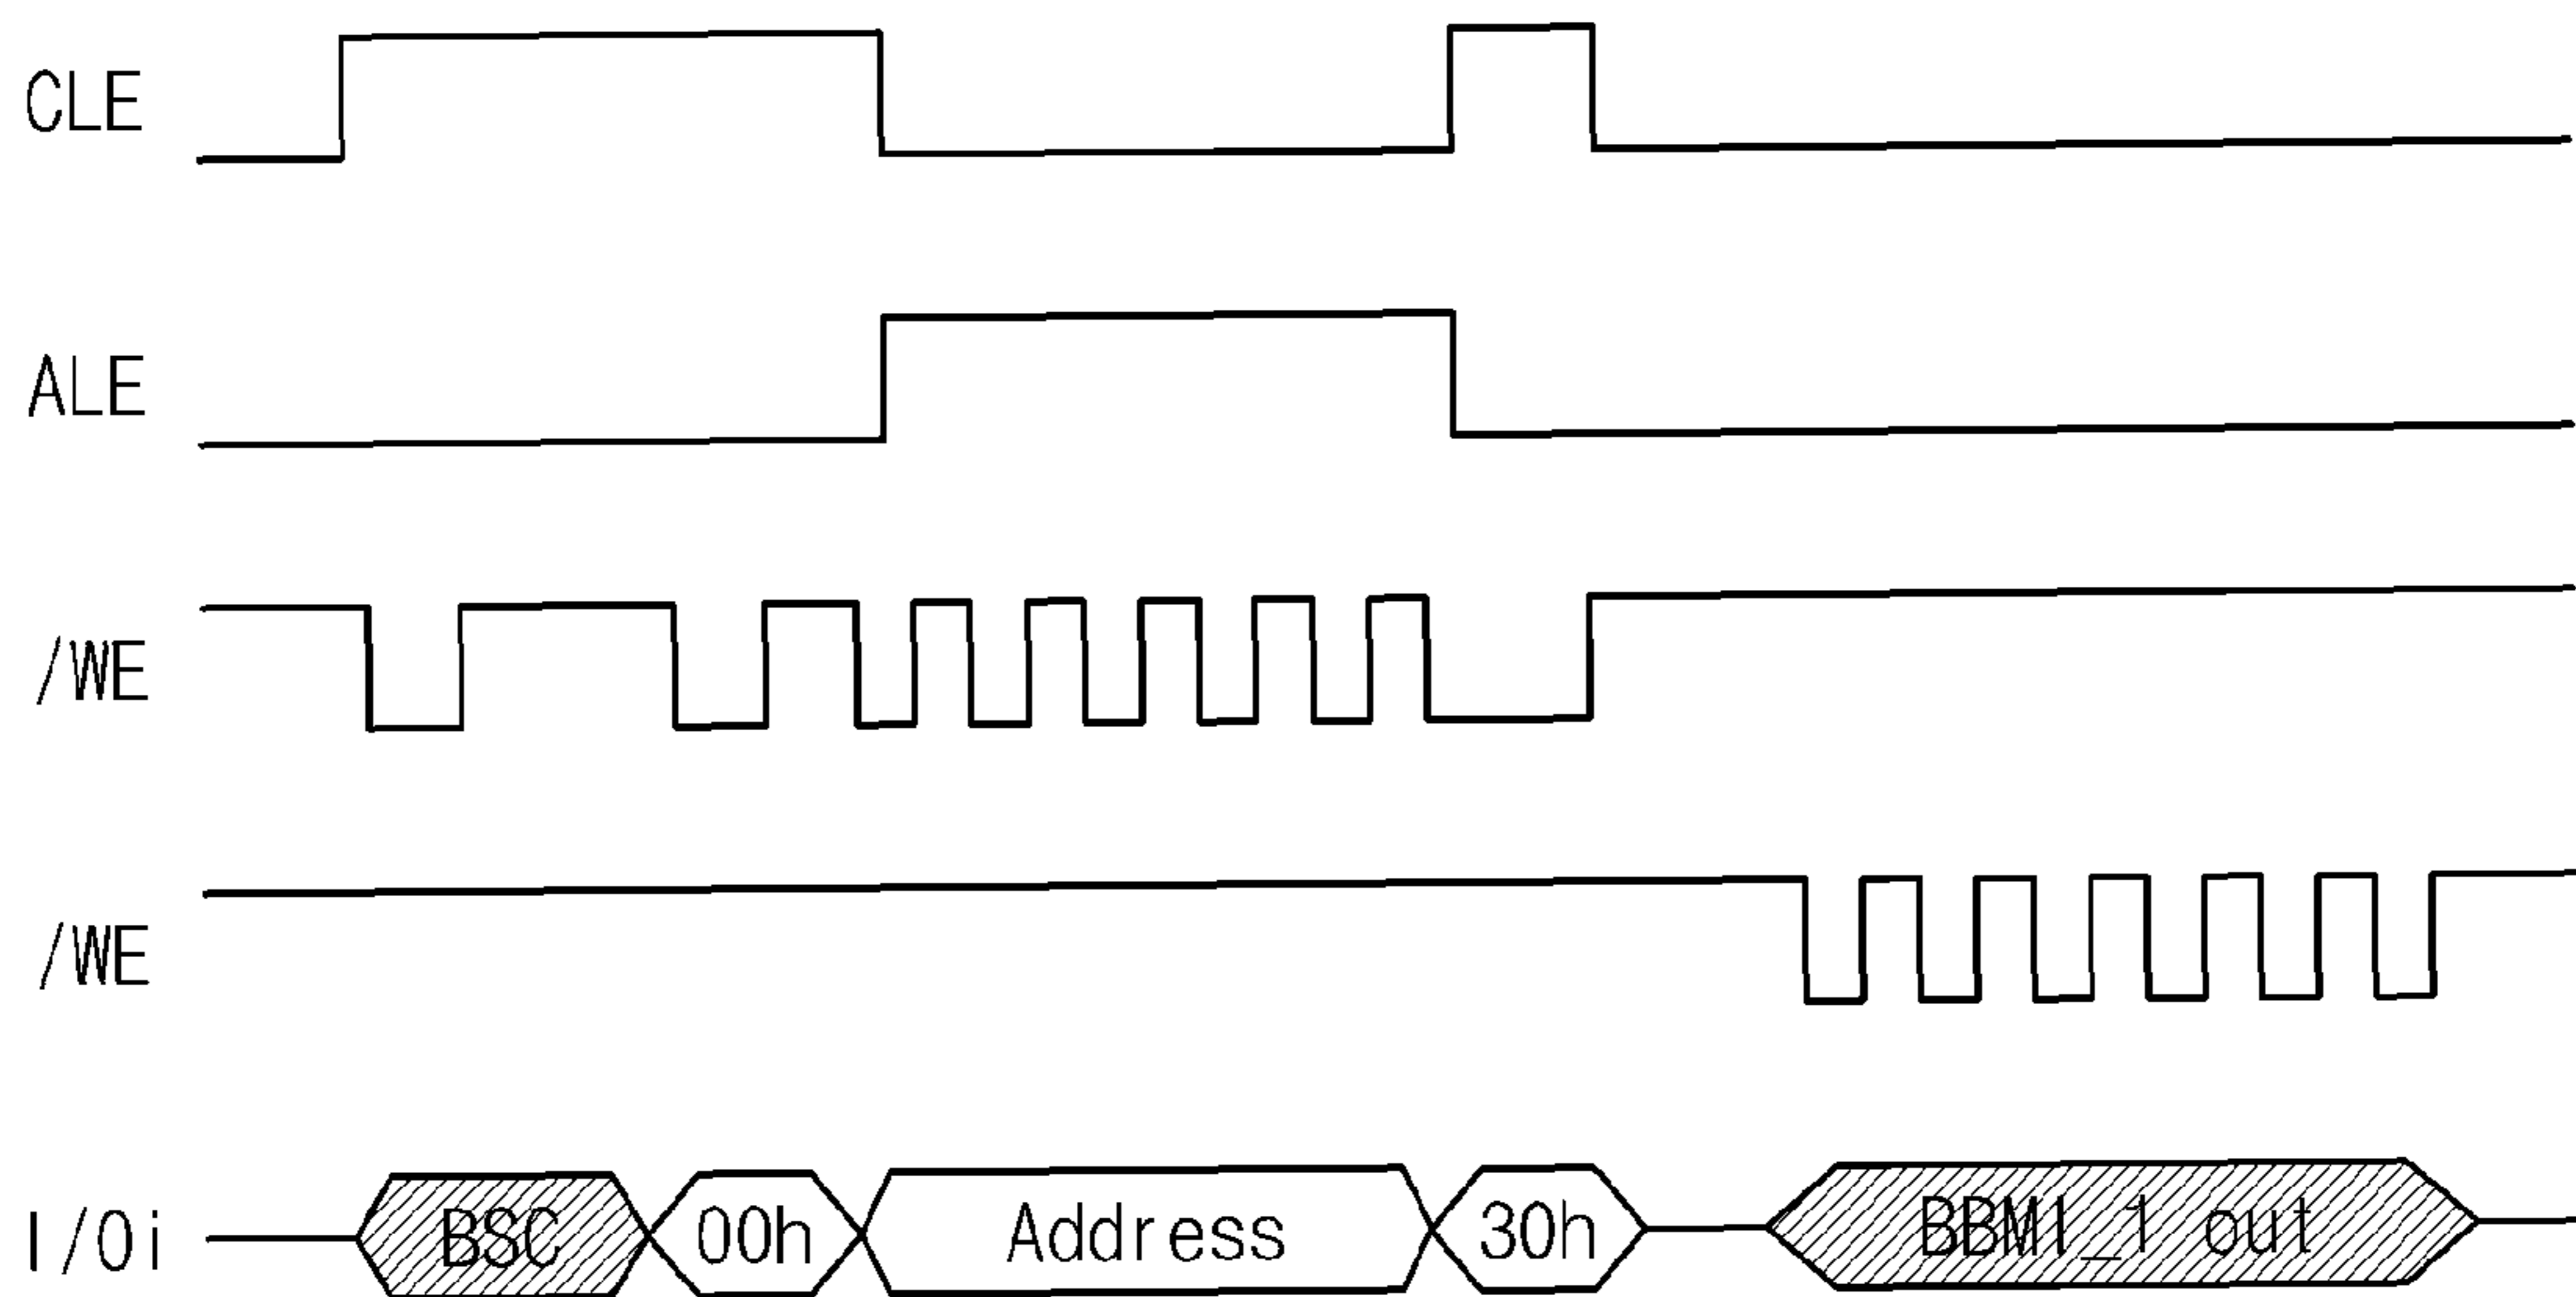 CLE
ALE
/WE
/WE
I/Oi BSC 00h Address 30h BBMI_1 out